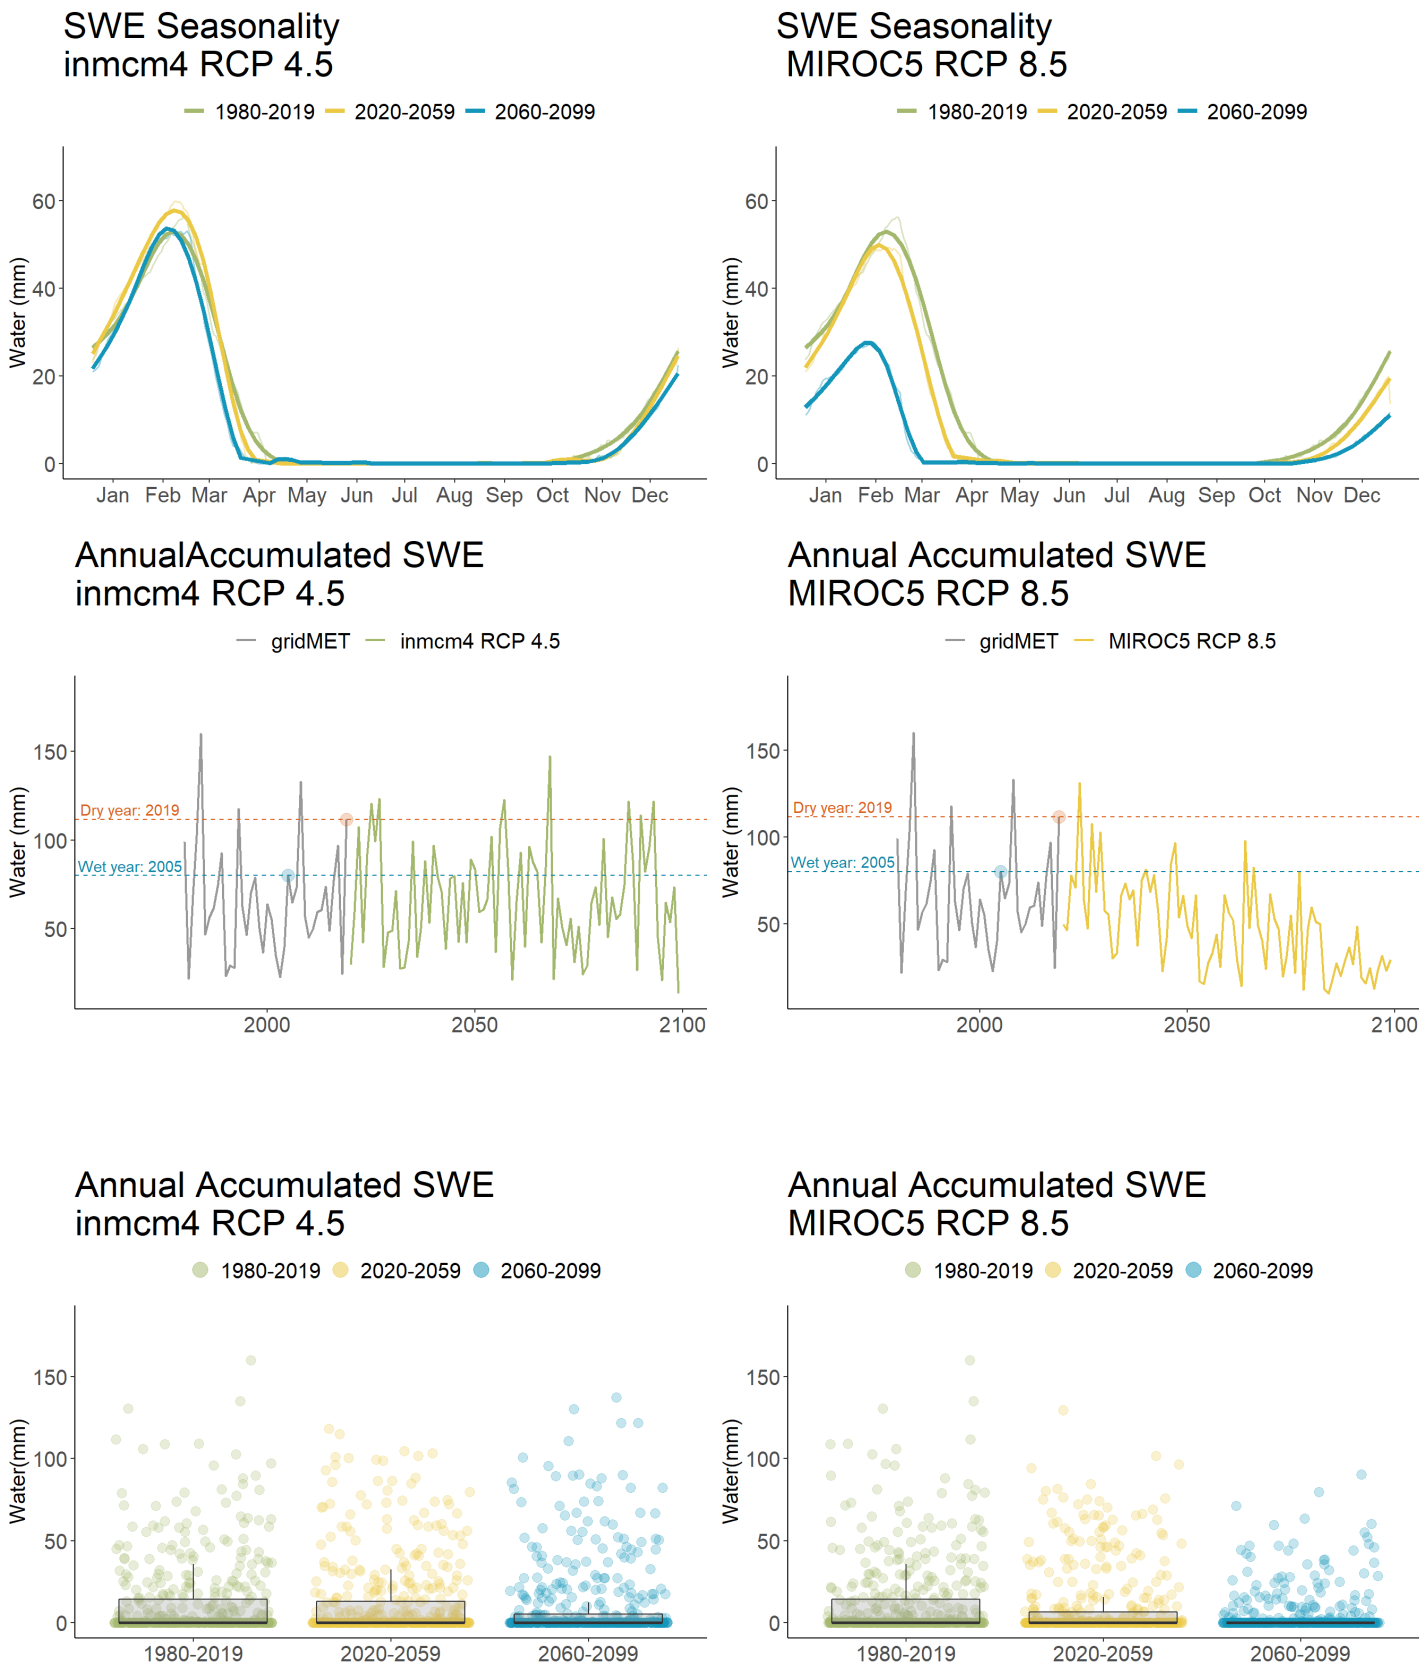 SWE Seasonality
inmcm4 RCP 4.5
1980-2019 2020-2059 2060-2099
Water (mm)
60
40
20
0
Jan Feb Mar Apr May Jun Jul Aug Sep Oct Nov Dec
SWE Seasonality
MIROC5 RCP 8.5
1980-2019 2020-2059 2060-2099
Water (mm)
60
40
20
0
Jan Feb Mar Apr May Jun Jul Aug Sep Oct Nov Dec
AnnualAccumulated SWE
inmcm4 RCP 4.5
gridMET inmcm4 RCP 4.5
Water (mm)
150
100
50
Dry year: 2019
Wet year: 2005
2000 2050 2100
Annual Accumulated SWE
MIROC5 RCP 8.5
gridMET MIROC5 RCP 8.5
Water (mm)
150
100
50
Dry year: 2019
Wet year: 2005
2000 2050 2100
Annual Accumulated SWE
inmcm4 RCP 4.5
1980-2019 2020-2059 2060-2099
Water(mm)
150
100
50
0
1980-2019 2020-2059 2060-2099
Annual Accumulated SWE
MIROC5 RCP 8.5
1980-2019 2020-2059 2060-2099
Water(mm)
150
100
50
0
1980-2019 2020-2059 2060-2099